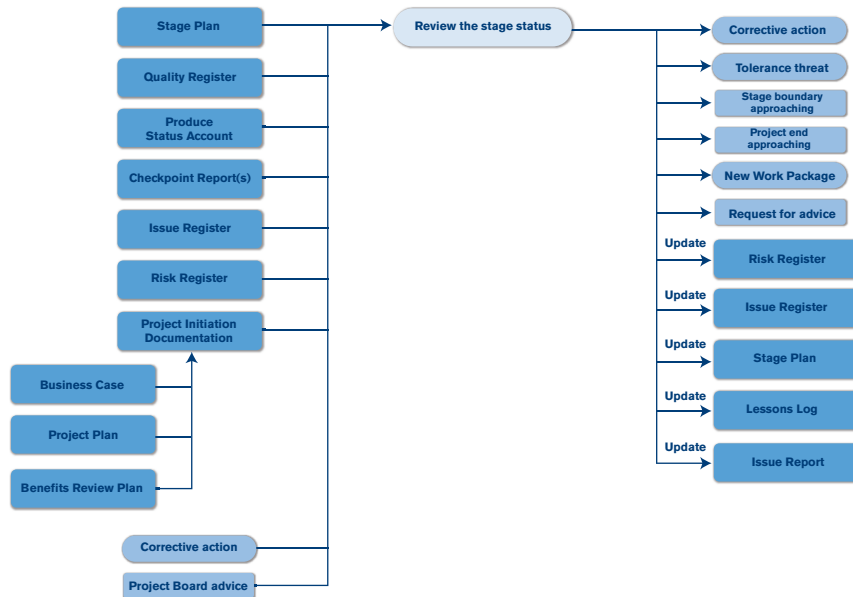 Stage Plan
Quality Register
Produce
Status Account
Checkpoint Report(s)
Issue Register
Risk Register
Project Initiation
Documentation
Business Case
Project Plan
Benefits Review Plan
Corrective action
Project Board advice
Review the stage status
Corrective action
Tolerance threat
Stage boundary
approaching
Project end
approaching
New Work Package
Request for advice
Update
Risk Register
Update
Issue Register
Update
Stage Plan
Update
Lessons Log
Update
Issue Report